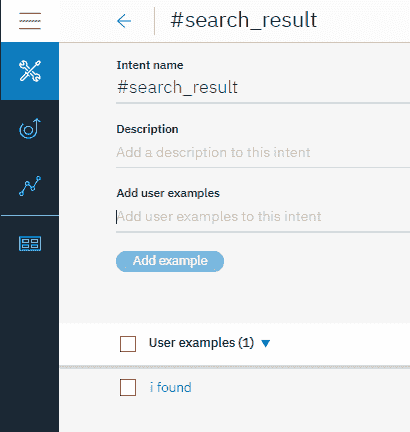 #search_result
Intent name
#search_result
Description
Add a description to this intent
Add user examples
Add user examples to this intent
Add example
User examples (1)
i found